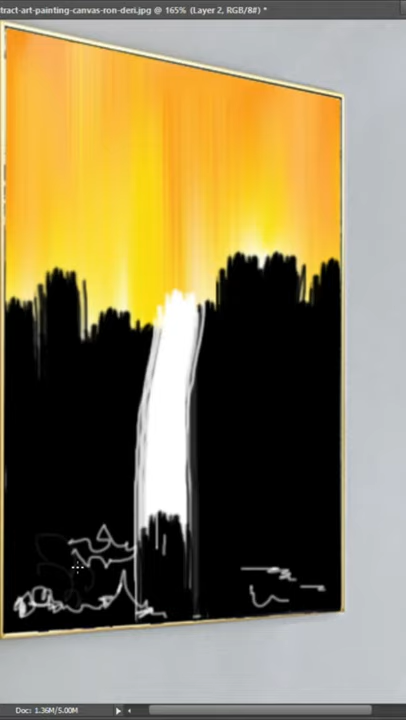 tract-art-painting-canvas-ron-deri.jpg @ 165% (Layer 2, RGB/8#) *
Doc: 1.36M/5.00M